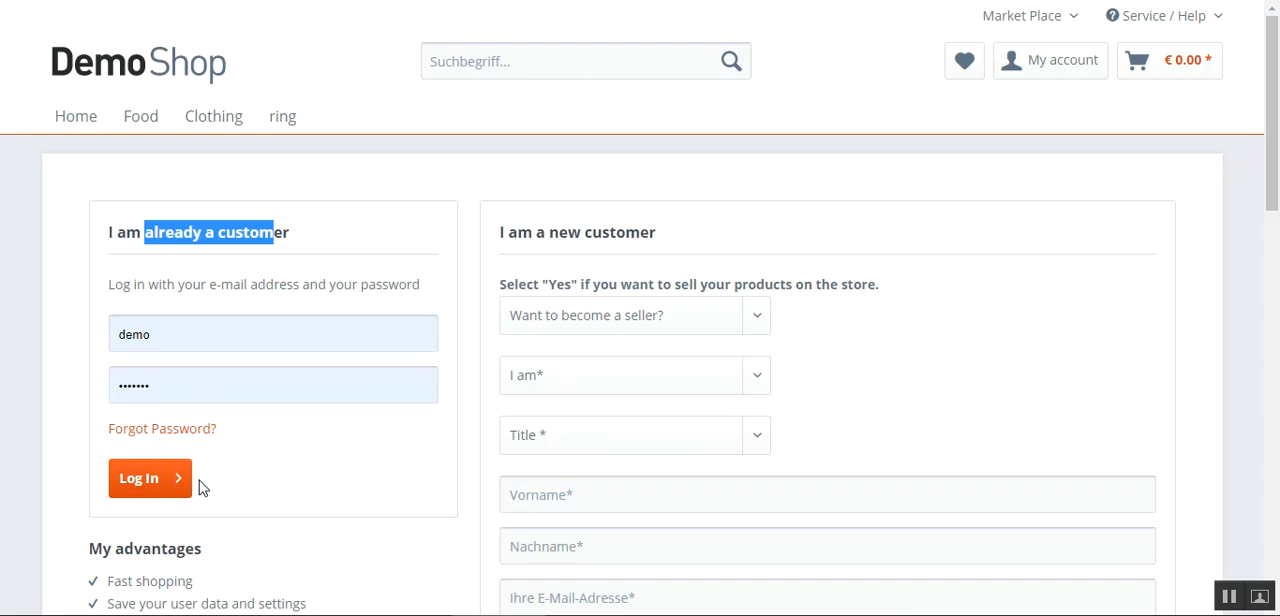 Market Place
Service / Help
DemoShop
Suchbegriff...
My account
€ 0.00 *
Home Food Clothing ring
I am already a customer
Log in with your e-mail address and your password
demo
•••••••
Forgot Password?
Log In
My advantages
Fast shopping
Save your user data and settings
I am a new customer
Select "Yes" if you want to sell your products on the store.
Want to become a seller?
I am*
Title *
Vorname*
Nachname*
Ihre E-Mail-Adresse*